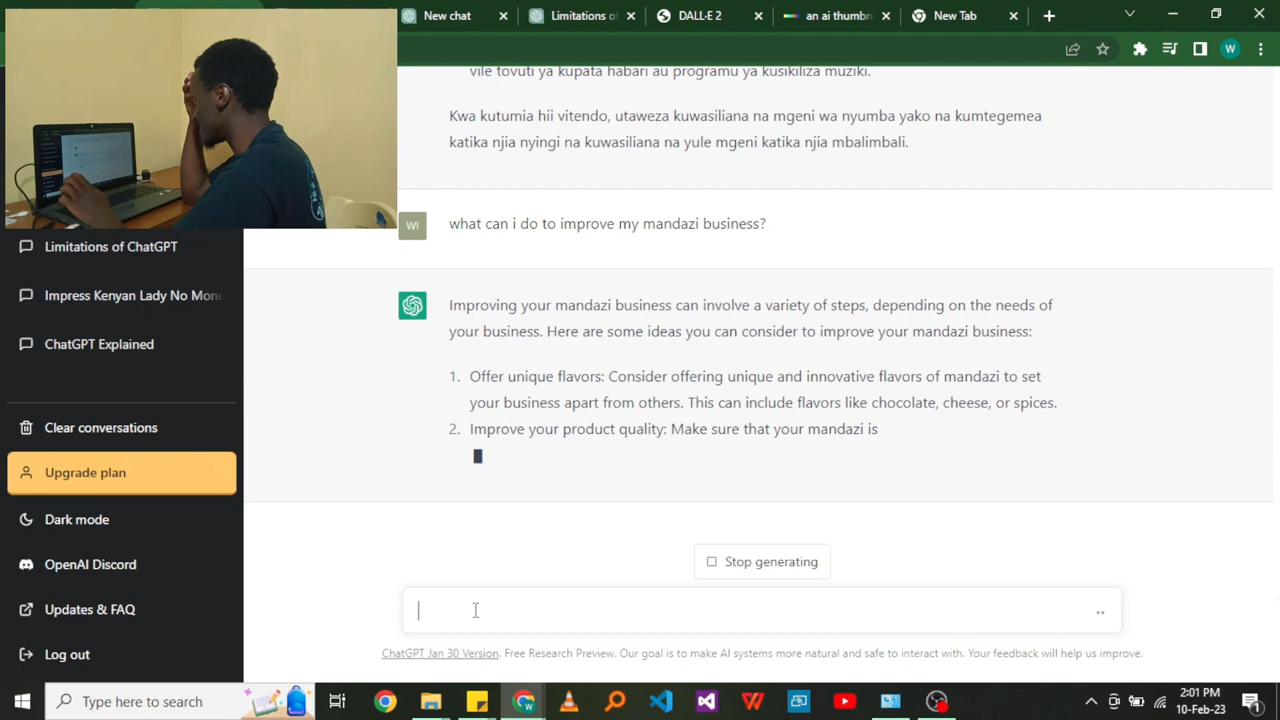 New chat
Limitations of
DALL·E 2
an ai thumbn
New Tab
W
vile tovuti ya kupata habari au programu ya kusikiliza muziki.
Kwa kutumia hii vitendo, utaweza kuwasiliana na mgeni wa nyumba yako na kumtegemea
katika njia nyingi na kuwasiliana na yule mgeni katika njia mbalimbali.
WI
what can i do to improve my mandazi business?
Improving your mandazi business can involve a variety of steps, depending on the needs of
your business. Here are some ideas you can consider to improve your mandazi business:
1. Offer unique flavors: Consider offering unique and innovative flavors of mandazi to set
your business apart from others. This can include flavors like chocolate, cheese, or spices.
2. Improve your product quality: Make sure that your mandazi is
Limitations of ChatGPT
Impress Kenyan Lady No Mone
ChatGPT Explained
Clear conversations
Upgrade plan
Dark mode
OpenAI Discord
Updates & FAQ
Log out
Stop generating
ChatGPT Jan 30 Version. Free Research Preview. Our goal is to make AI systems more natural and safe to interact with. Your feedback will help us improve.
Type here to search
2:01 PM
10-Feb-23
1